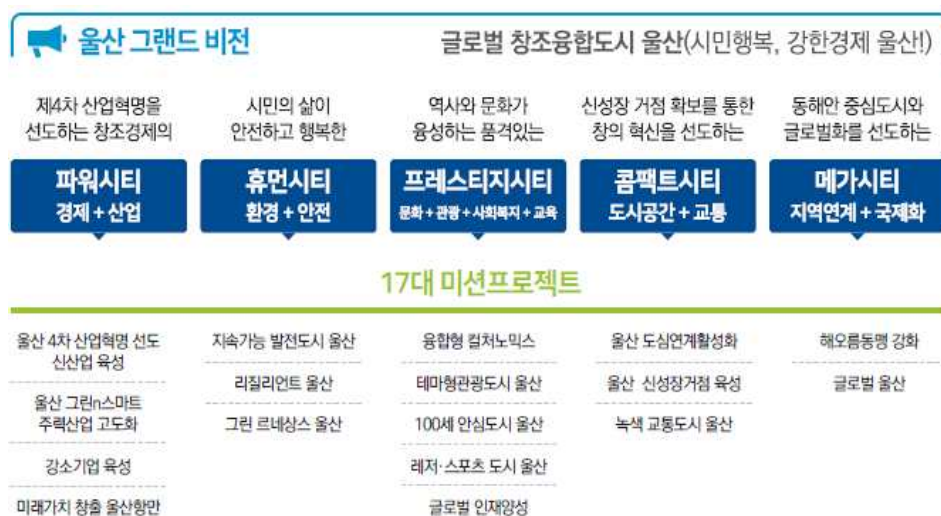 울산 그랜드 비전
글로벌 창조융합도시 울산(시민행복, 강한경제 울산!)
제4차 산업혁명을
선도하는 창조경제의
파워시티
경제 + 산업
시민의 삶이
안전하고 행복한
휴먼시티
환경 + 안전
역사와 문화가
융성하는 품격있는
프레스티지시티
문화 + 관광 + 사회복지 + 교육
신성장 거점 확보를 통한
창의 혁신을 선도하는
콤팩트시티
도시공간 + 교통
동해안 중심도시와
글로벌화를 선도하는
메가시티
지역연계 + 국제화
17대 미션프로젝트
울산 4차 산업혁명 선도
신산업 육성
울산 그린n스마트
주력산업 고도화
강소기업 육성
미래가치 창출 울산항만
지속가능 발전도시 울산
리질리언트 울산
그린 르네상스 울산
융합형 컬처노믹스
테마형관광도시 울산
100세 안심도시 울산
레저·스포츠 도시 울산
글로벌 인재양성
울산 도심연계활성화
울산 신성장거점 육성
녹색 교통도시 울산
해오름동맹 강화
글로벌 울산